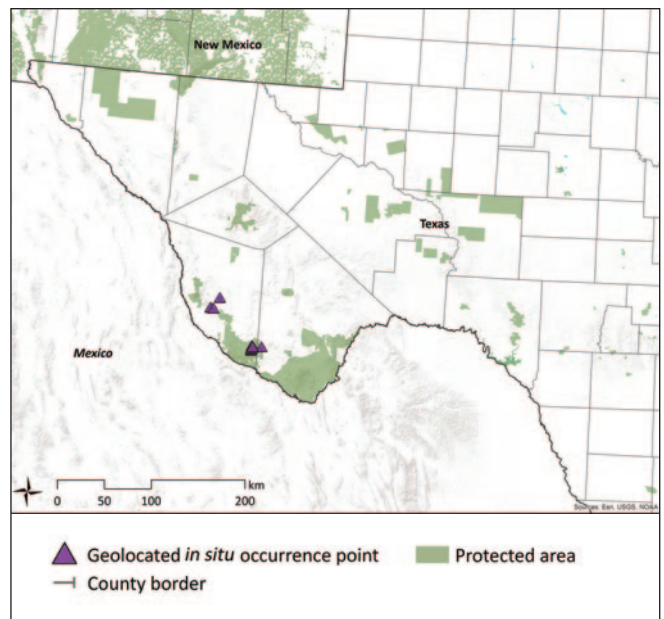 New Mexico
Texas
Mexico
km
0 50 100 200
Sources: Esri, USGS, NOAA
Geolocated in situ occurrence point
Protected area
County border